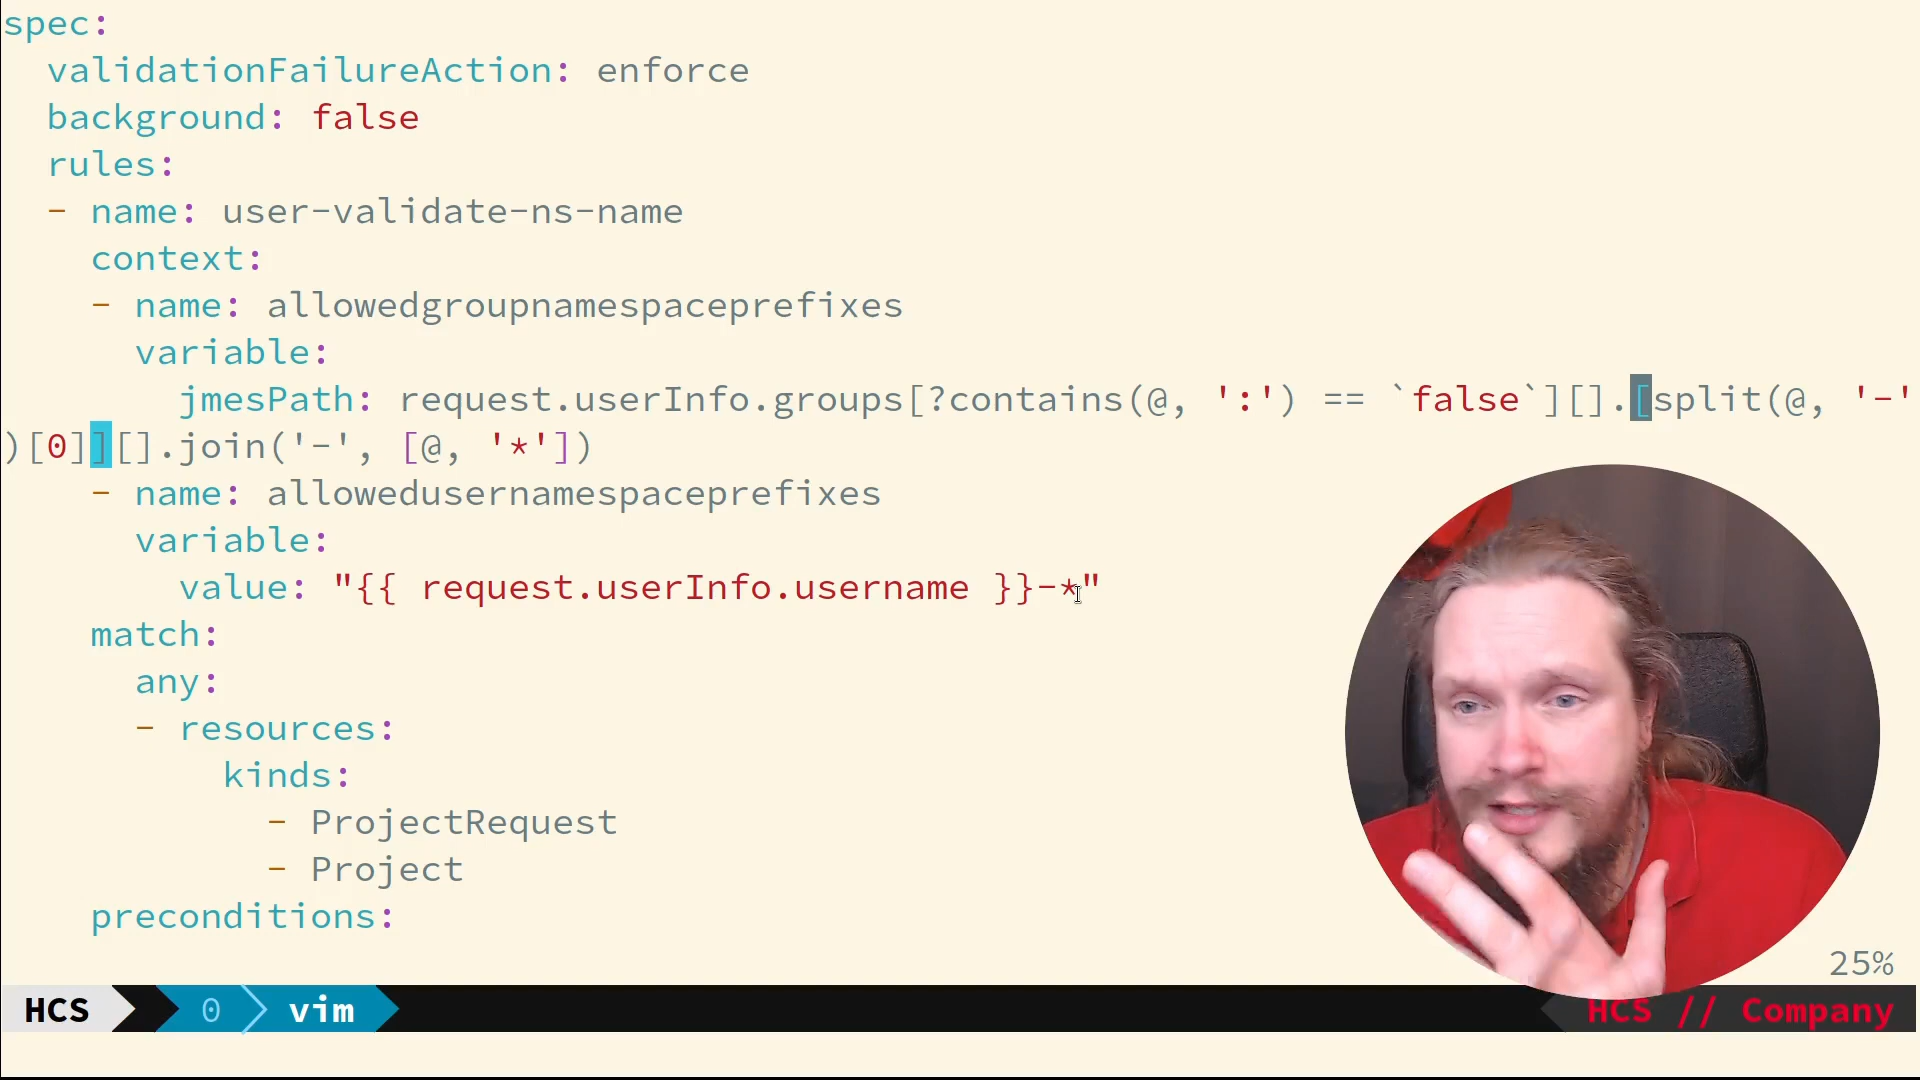 spec:
  validationFailureAction: enforce
  background: false
  rules:
  - name: user-validate-ns-name
    context:
    - name: allowedgroupnamespaceprefixes
      variable:
        jmesPath: request.userInfo.groups[?contains(@, ':') == `false`][].[split(@, '-'
)[0]][].join('-', [@, '*'])
    - name: allowedusernamespaceprefixes
      variable:
        value: "{{ request.userInfo.username }}-*"
    match:
      any:
      - resources:
          kinds:
            - ProjectRequest
            - Project
    preconditions:
25%
HCS 0 vim HCS // Company